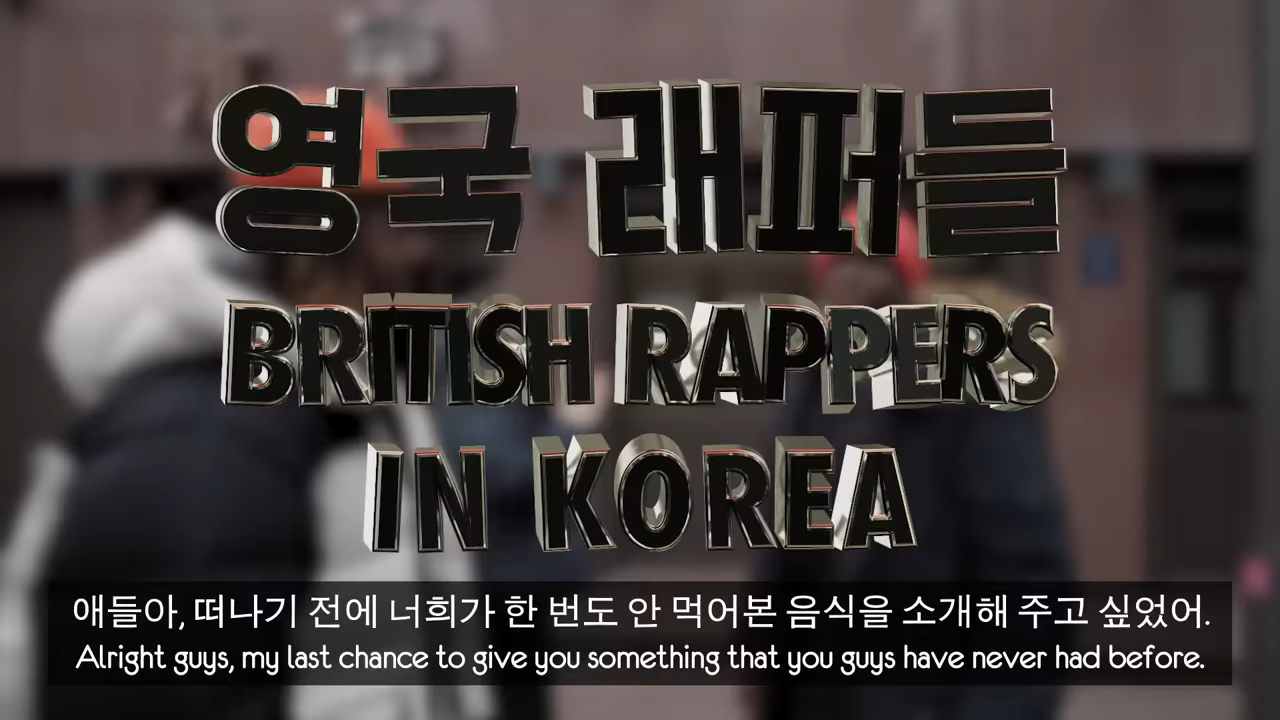 영국 래퍼들
BRITISH RAPPERS
IN KOREA
애들아, 떠나기 전에 너희가 한 번도 안 먹어본 음식을 소개해 주고 싶었어.
Alright guys, my last chance to give you something that you guys have never had before.